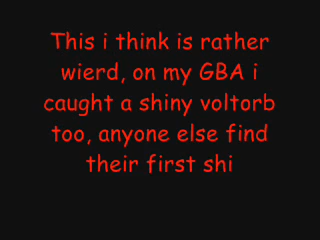 This i think is rather
wierd, on my GBA i
caught a shiny voltorb
too, anyone else find
their first shi